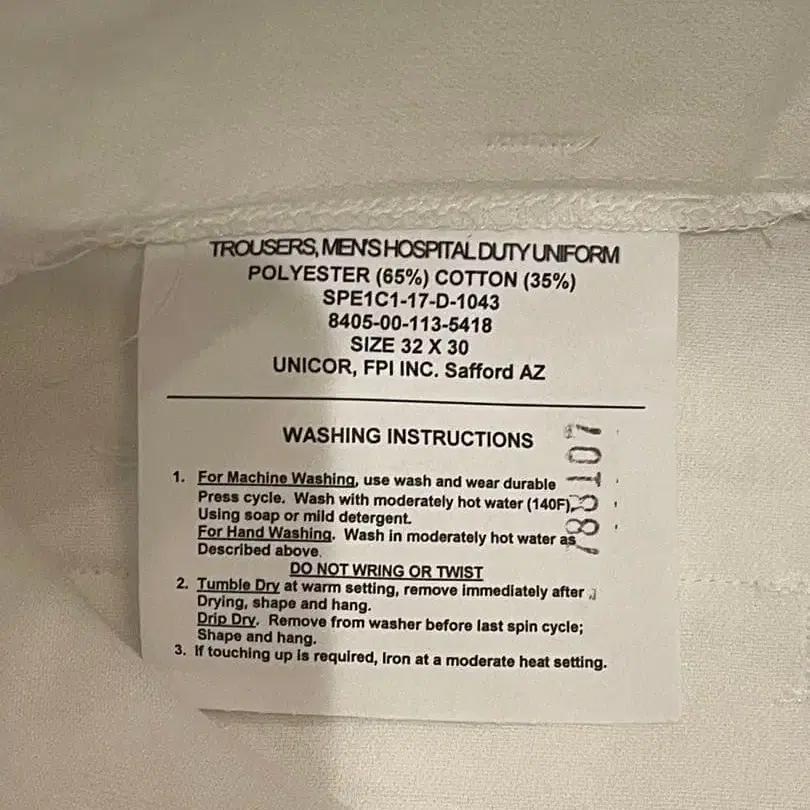 TROUSERS, MEN'S HOSPITAL DUTY UNIFORM
POLYESTER (65%) COTTON (35%)
SPE1C1-17-D-1043
8405-00-113-5418
SIZE 32 X 30
UNICOR, FPI INC. Safford AZ
WASHING INSTRUCTIONS
1. For Machine Washing, use wash and wear durable
Press cycle. Wash with moderately hot water (140F),
Using soap or mild detergent.
For Hand Washing. Wash in moderately hot water as
Described above.
DO NOT WRING OR TWIST
2. Tumble Dry at warm setting, remove immediately after
Drying, shape and hang.
Drip Dry. Remove from washer before last spin cycle;
Shape and hang.
3. If touching up is required, Iron at a moderate heat setting.